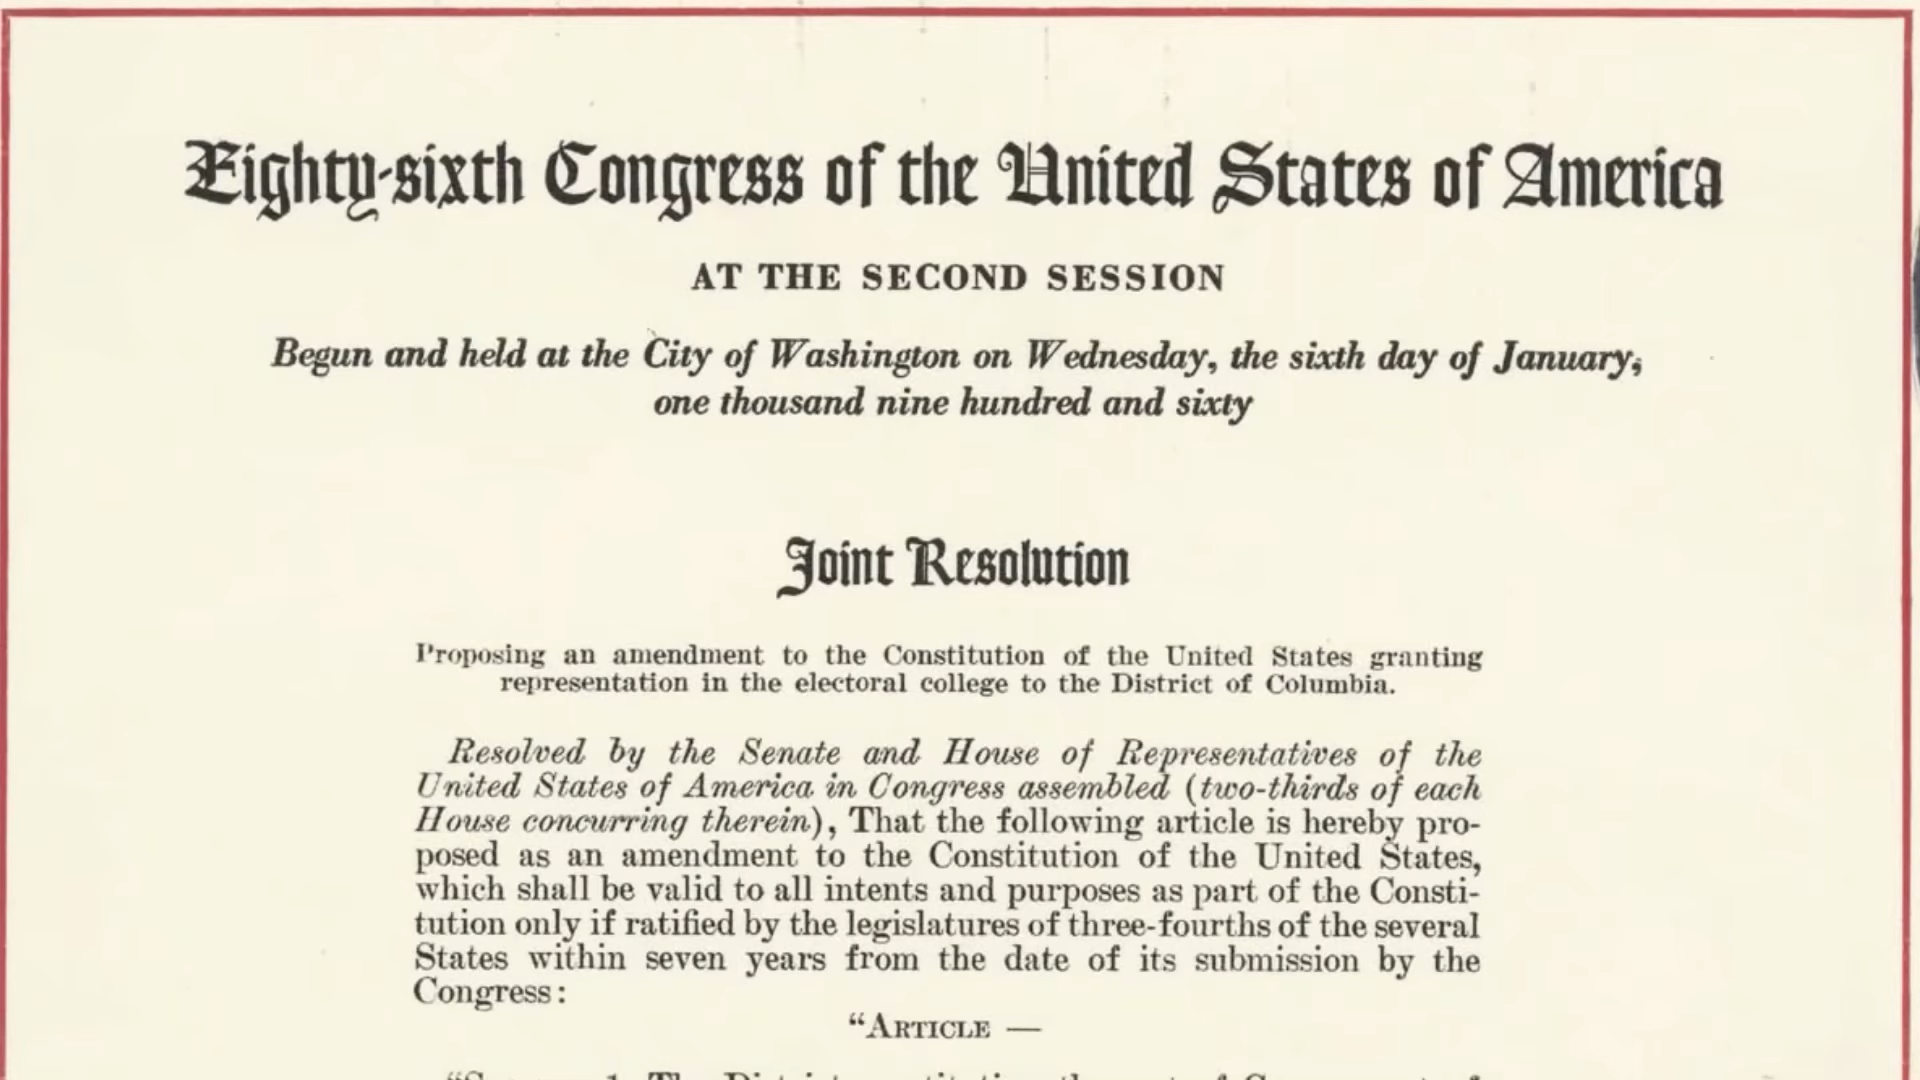 Eighty-sixth Congress of the United States of America
AT THE SECOND SESSION
Begun and held at the City of Washington on Wednesday, the sixth day of January,
one thousand nine hundred and sixty
Joint Resolution
Proposing an amendment to the Constitution of the United States granting
representation in the electoral college to the District of Columbia.
Resolved by the Senate and House of Representatives of the
United States of America in Congress assembled (two-thirds of each
House concurring therein), That the following article is hereby pro-
posed as an amendment to the Constitution of the United States,
which shall be valid to all intents and purposes as part of the Consti-
tution only if ratified by the legislatures of three-fourths of the several
States within seven years from the date of its submission by the
Congress:
"ARTICLE —